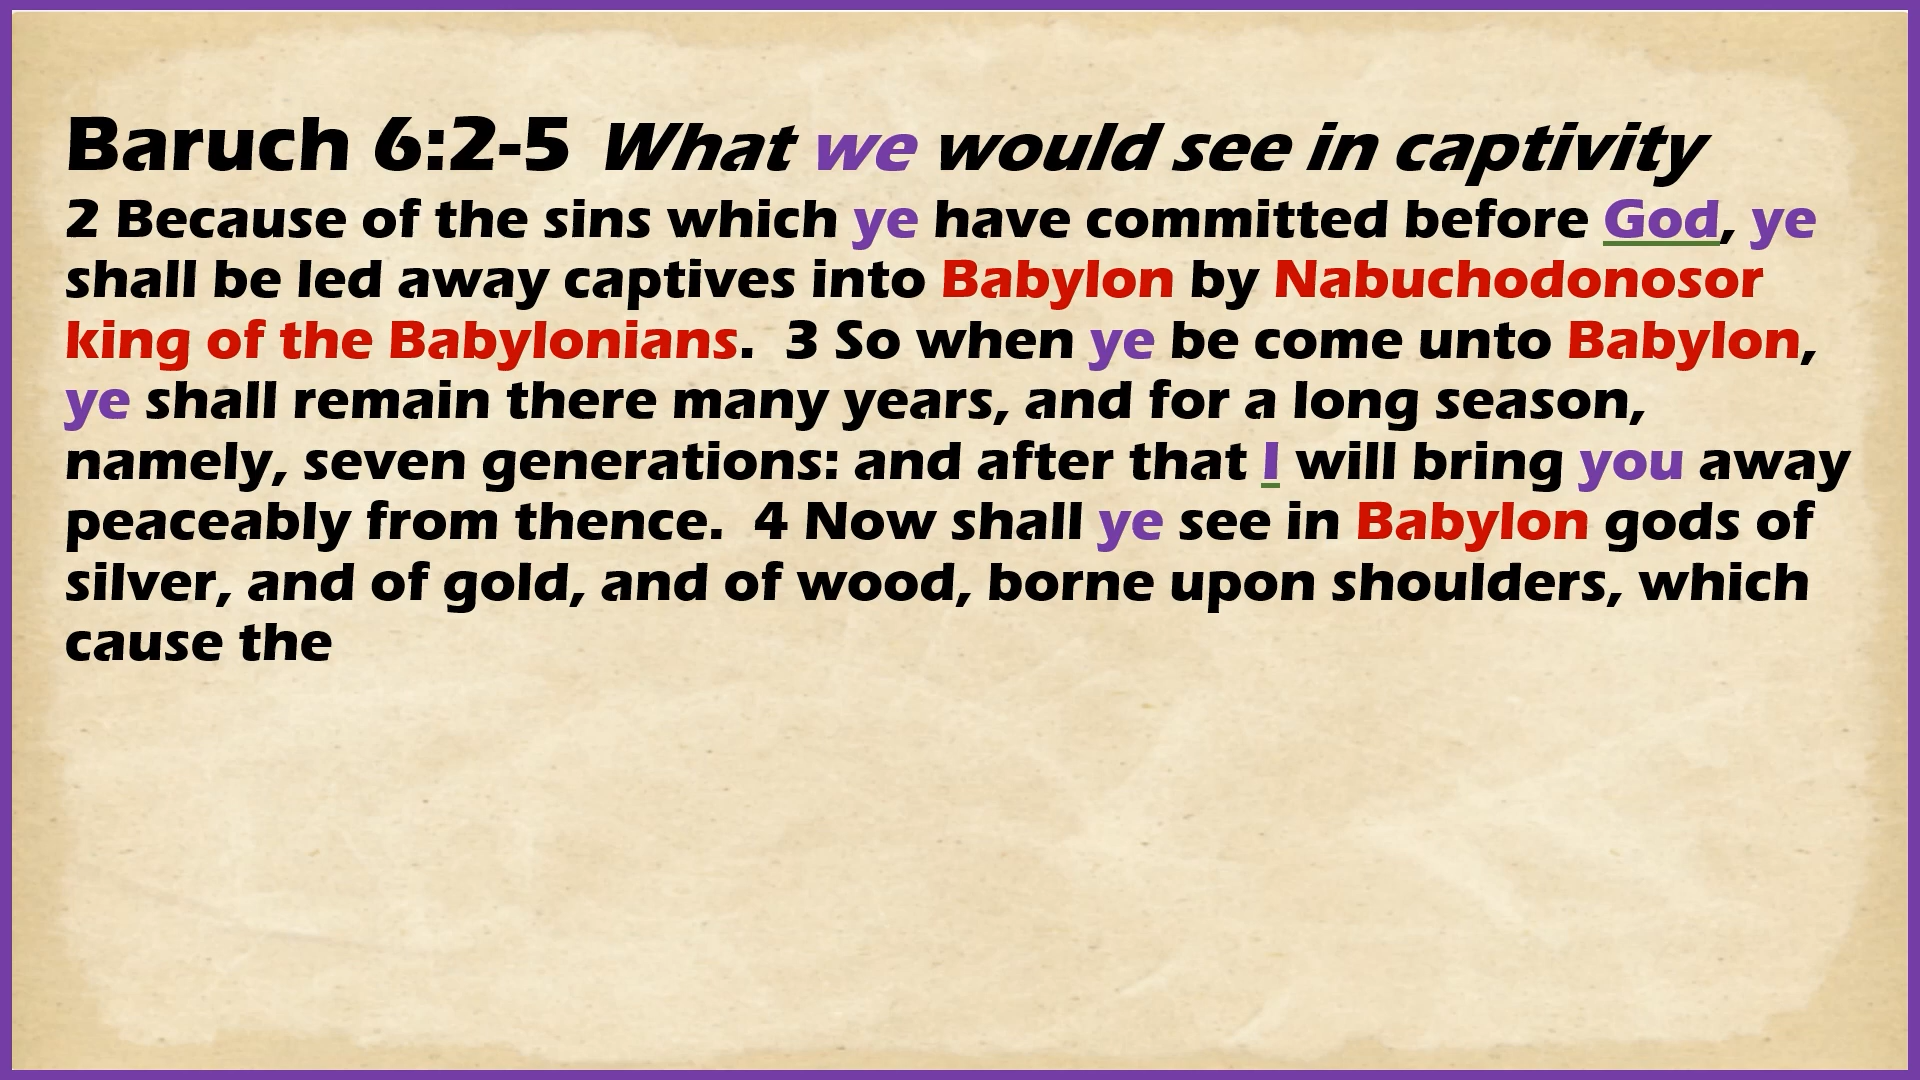 Baruch 6:2-5 What we would see in captivity
2 Because of the sins which ye have committed before God, ye
shall be led away captives into Babylon by Nabuchodonosor
king of the Babylonians.  3 So when ye be come unto Babylon,
ye shall remain there many years, and for a long season,
namely, seven generations: and after that I will bring you away
peaceably from thence.  4 Now shall ye see in Babylon gods of
silver, and of gold, and of wood, borne upon shoulders, which
cause the